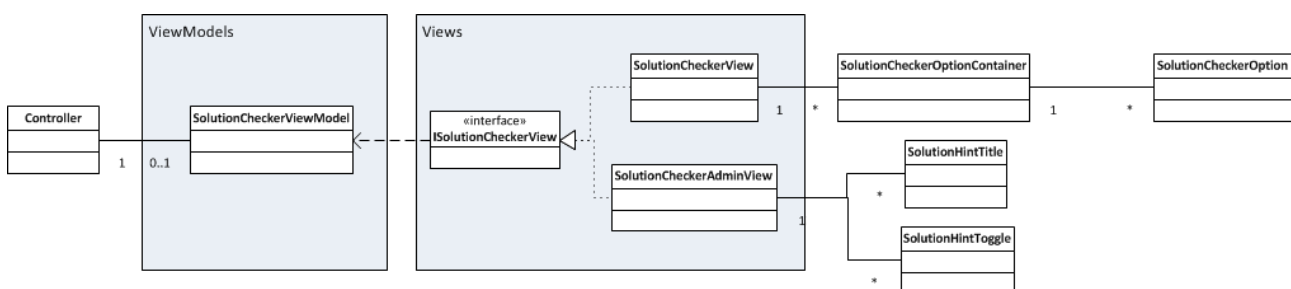 ViewModels
Views
SolutionCheckerView
SolutionCheckerOptionContainer
SolutionCheckerOption
Controller
SolutionCheckerViewModel
«interface»
ISolutionCheckerView
1
*
1
*
SolutionHintTitle
1
0..1
SolutionCheckerAdminView
*
1
SolutionHintToggle
*